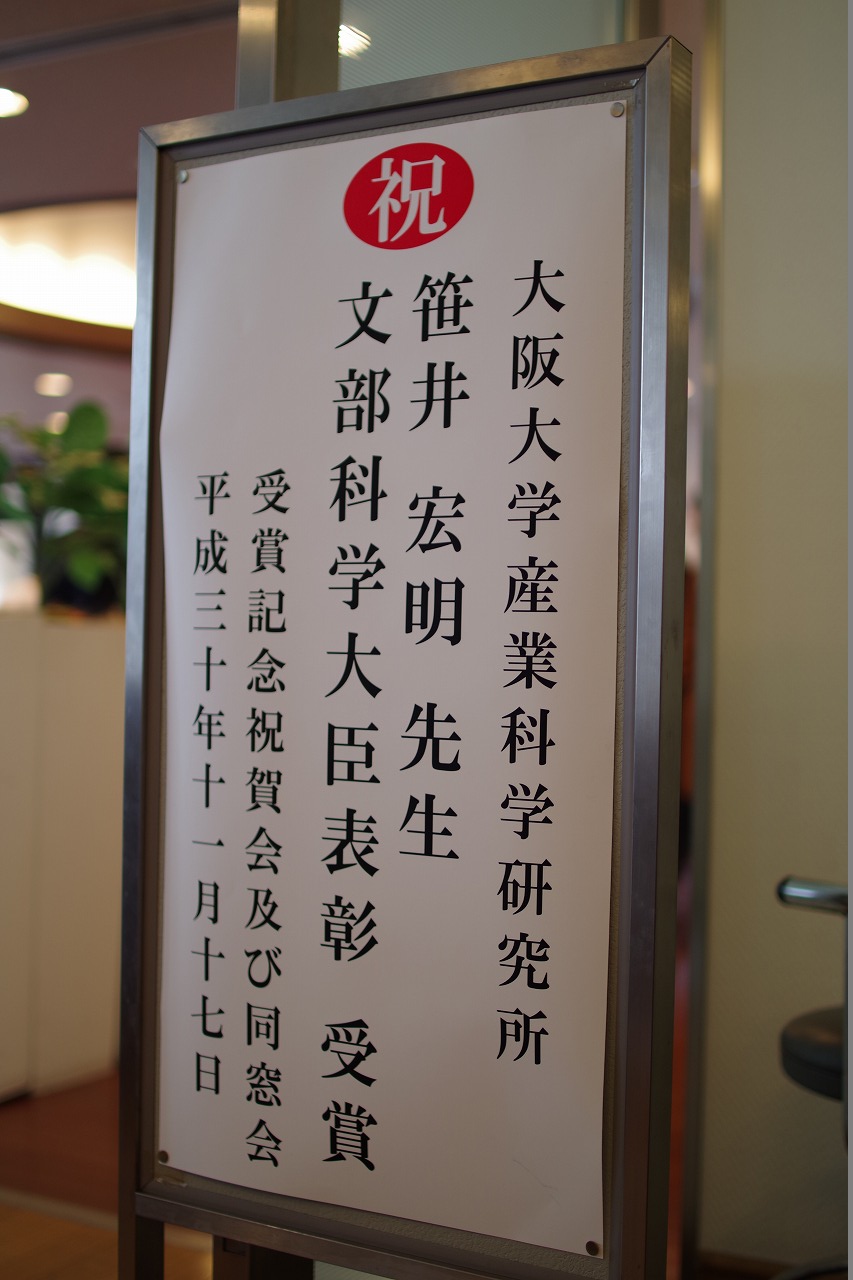 祝
大阪大学産業科学研究所
笹井 宏明 先生
文部科学大臣表彰 受賞
受賞記念祝賀会及び同窓会
平成三十年十一月十七日